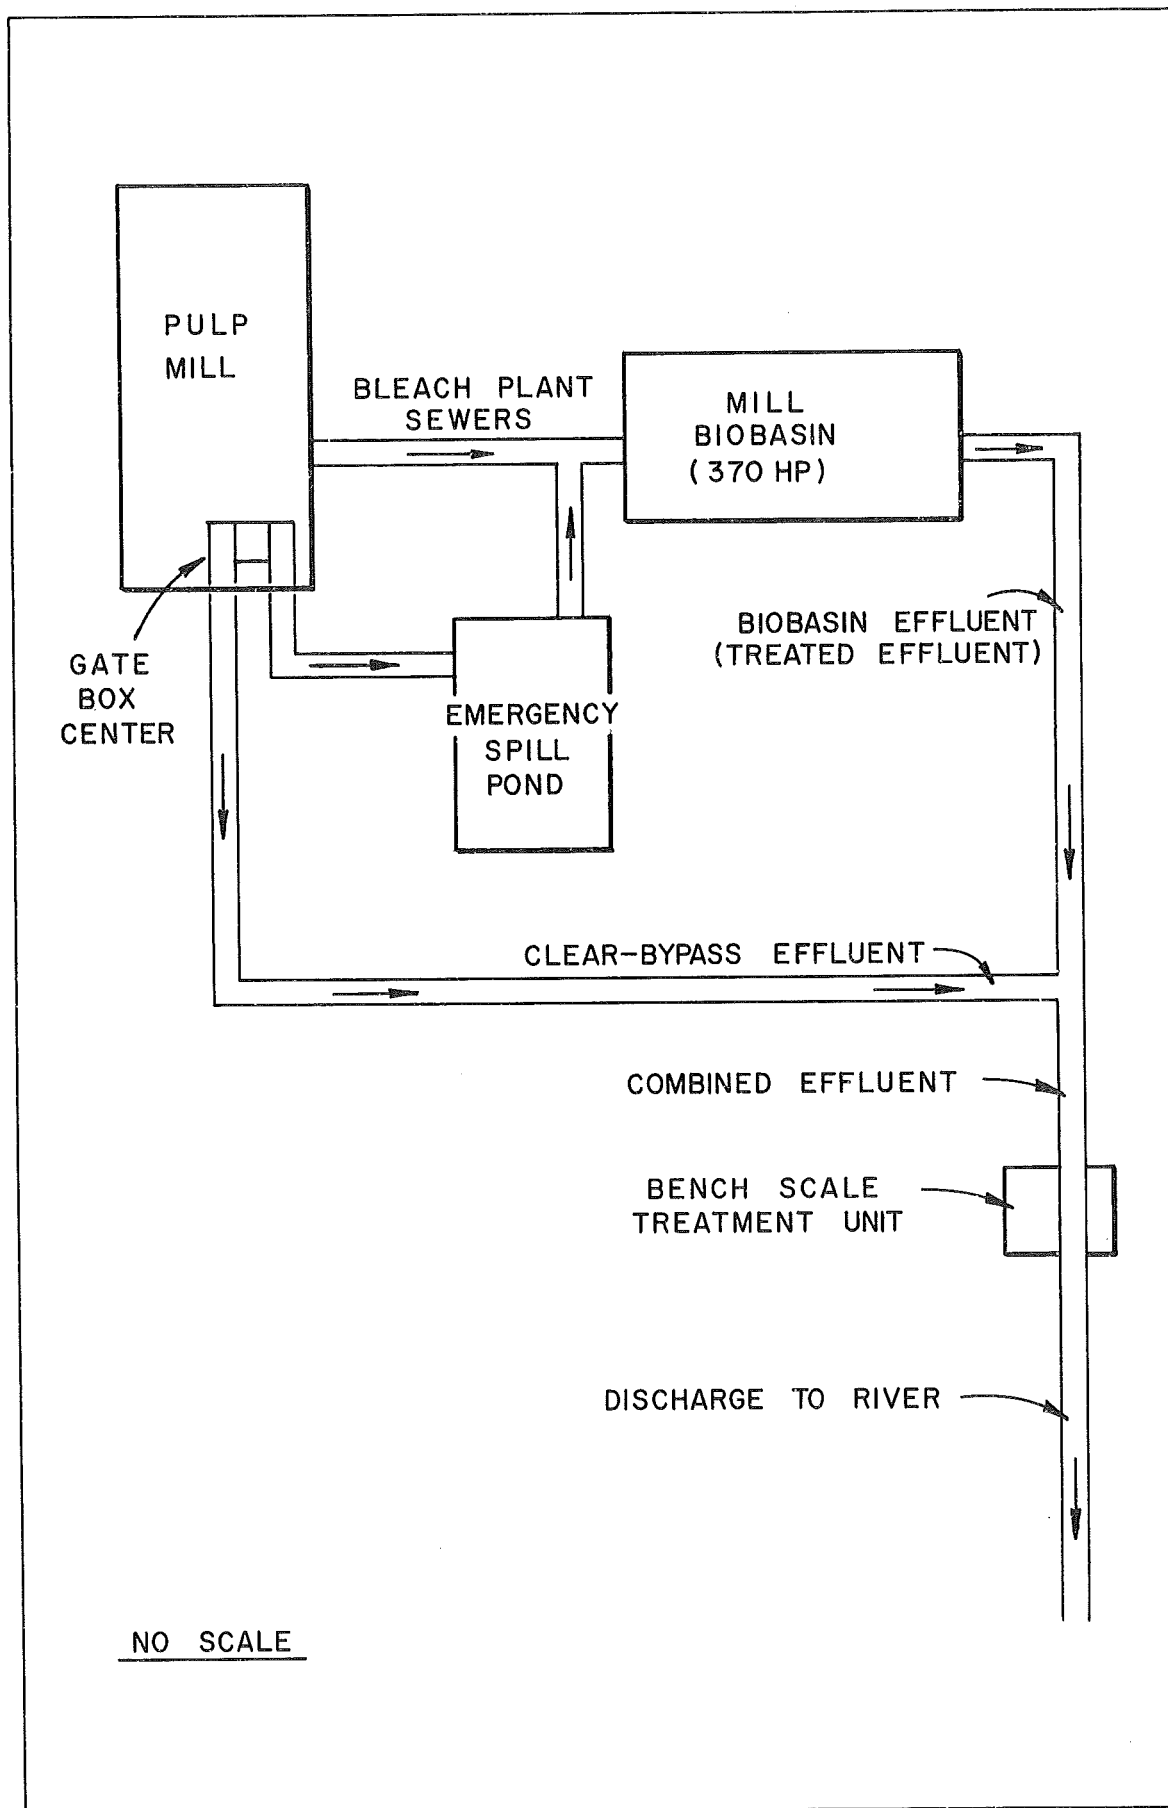 PULP
MILL
BLEACH PLANT
SEWERS
MILL
BIOBASIN
(370 HP)
GATE
BOX
CENTER
EMERGENCY
SPILL
POND
BIOBASIN EFFLUENT
(TREATED EFFLUENT)
CLEAR-BYPASS EFFLUENT
COMBINED EFFLUENT
BENCH SCALE
TREATMENT UNIT
DISCHARGE TO RIVER
NO SCALE